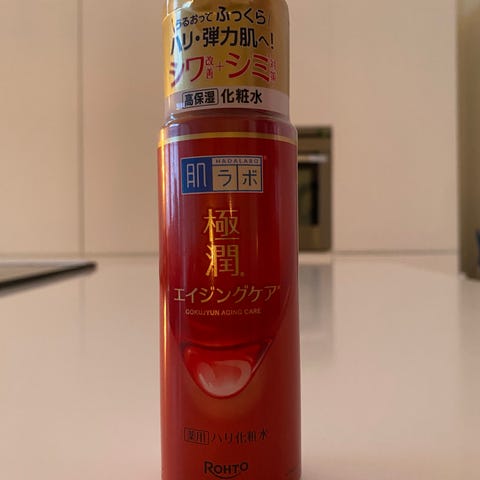 うるおって ふっくら
ハリ・弾力肌へ!
シワ改善+シミ対策
高保湿 化粧水
HADALABO
肌ラボ
極
潤®
エイジングケア*
GOKUJYUN AGING CARE
薬用 ハリ化粧水
ROHTO